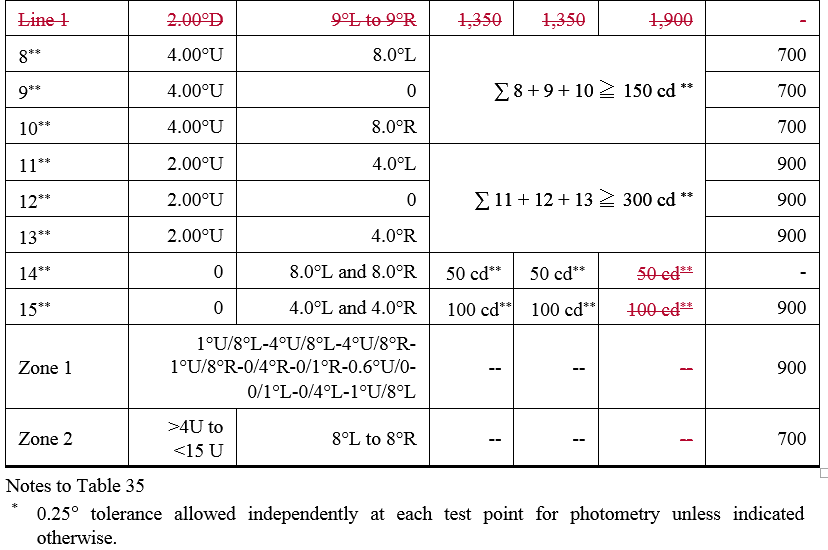 Line 1 2.00°D 9°L to 9°R 1,350 1,350 1,900 -
8** 4.00°U 8.0°L 700
9** 4.00°U 0 ∑ 8 + 9 + 10 ≧ 150 cd ** 700
10** 4.00°U 8.0°R 700
11** 2.00°U 4.0°L 900
12** 2.00°U 0 ∑ 11 + 12 + 13 ≧ 300 cd ** 900
13** 2.00°U 4.0°R 900
14** 0 8.0°L and 8.0°R 50 cd** 50 cd** 50 cd** -
15** 0 4.0°L and 4.0°R 100 cd** 100 cd** 100 cd** 900
1°U/8°L-4°U/8°L-4°U/8°R-
Zone 1 1°U/8°R-0/4°R-0/1°R-0.6°U/0- -- -- -- 900
0/1°L-0/4°L-1°U/8°L
>4U to
Zone 2 8°L to 8°R -- -- -- 700
<15 U
Notes to Table 35
* 0.25° tolerance allowed independently at each test point for photometry unless indicated
otherwise.